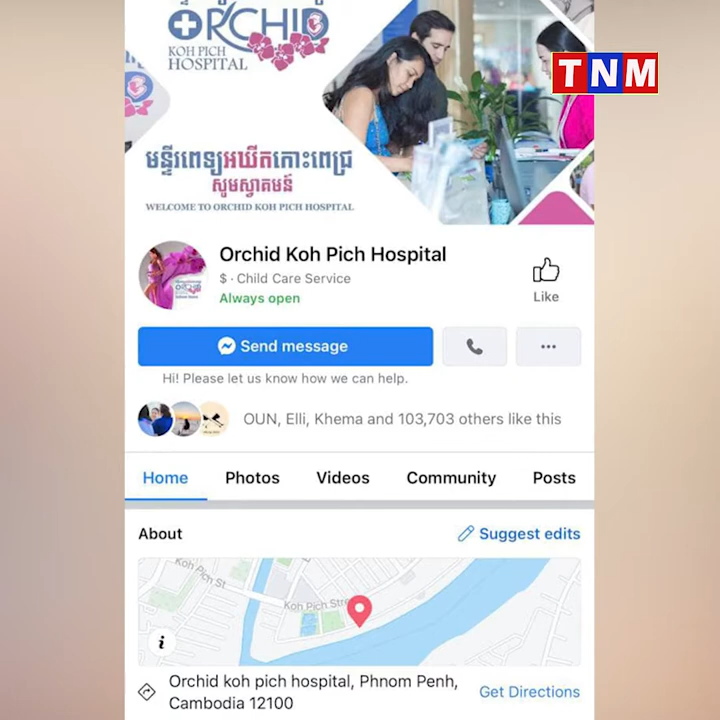 ORCHID
KOH PICH
HOSPITAL
TNM
មន្ទីរពេទ្យអឃីតកោះពេជ្រ
សូមស្វាគមន៍
WELCOME TO ORCHID KOH PICH HOSPITAL
Orchid Koh Pich Hospital
$ · Child Care Service
Always open
Like
Send message
Hi! Please let us know how we can help.
OUN, Elli, Khema and 103,703 others like this
Home Photos Videos Community Posts
About
Suggest edits
Koh Pich St
Koh Pich Stre
Orchid koh pich hospital, Phnom Penh,
Cambodia 12100
Get Directions